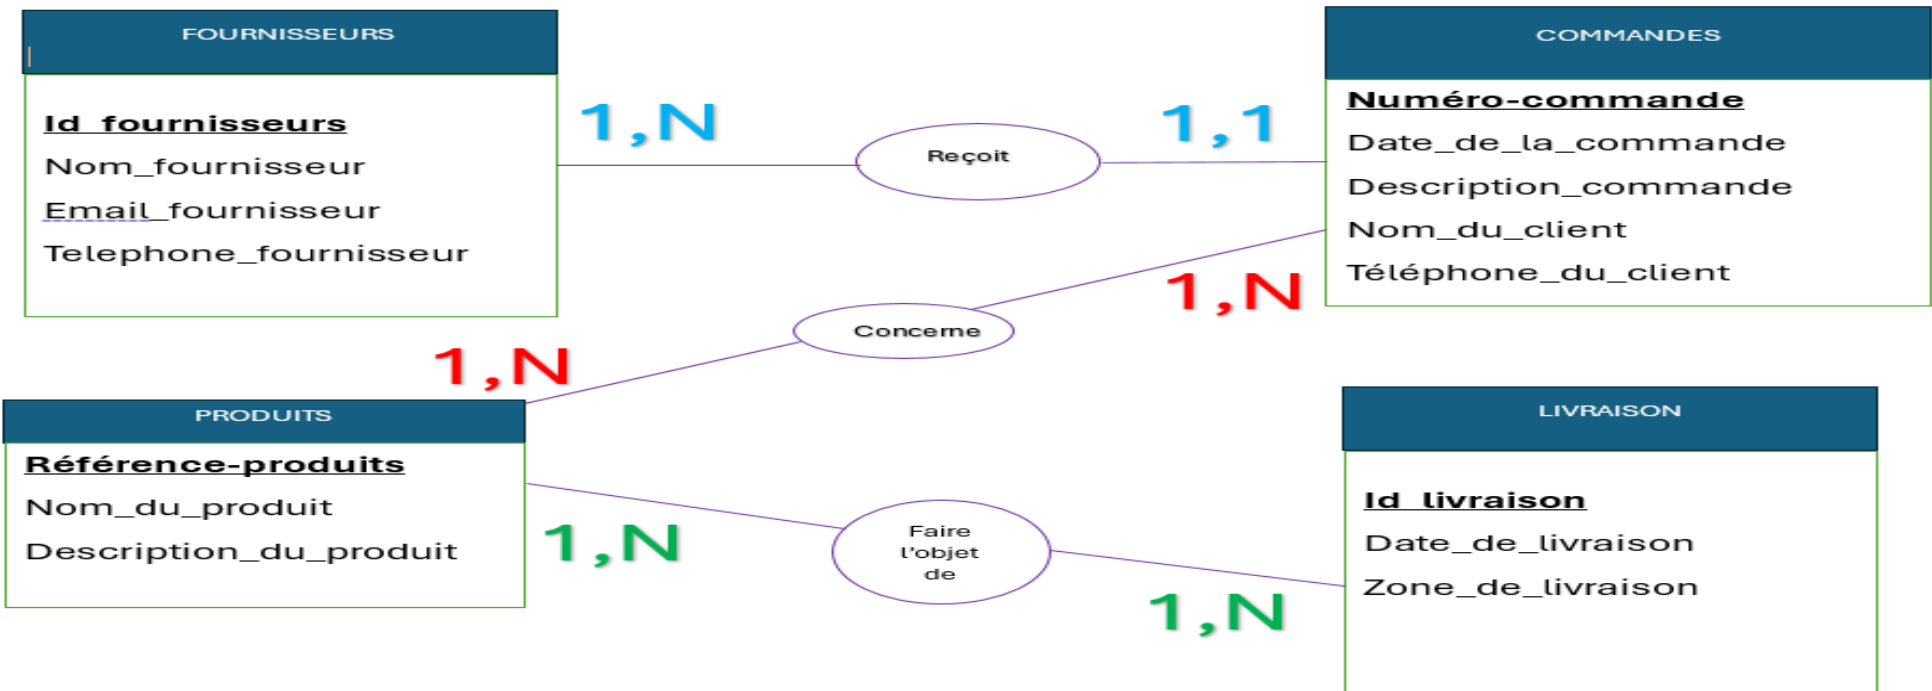 FOURNISSEURS
Id_fournisseurs
Nom_fournisseur
Email_fournisseur
Telephone_fournisseur
1,N
Reçoit
1,1
COMMANDES
Numéro-commande
Date_de_la_commande
Description_commande
Nom_du_client
Téléphone_du_client
1,N
Concerne
1,N
PRODUITS
Référence-produits
Nom_du_produit
Description_du_produit
1,N
Faire
l’objet
de
1,N
LIVRAISON
Id_livraison
Date_de_livraison
Zone_de_livraison